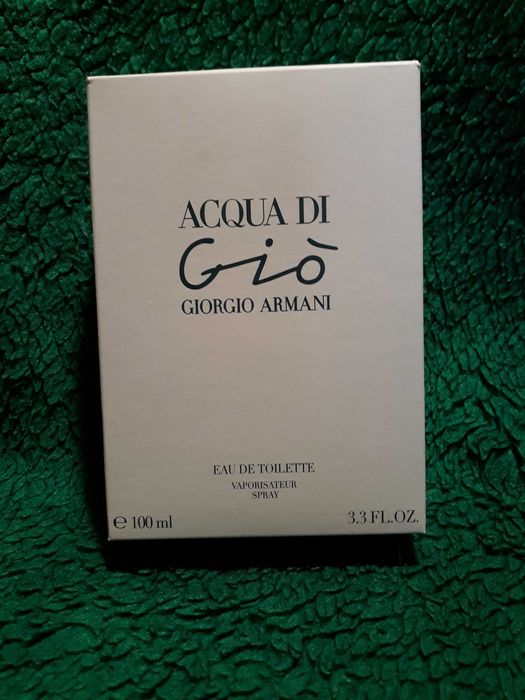 ACQUA DI
Giò
GIORGIO ARMANI
EAU DE TOILETTE
VAPORISATEUR
SPRAY
℮ 100 ml 3.3 FL.OZ.